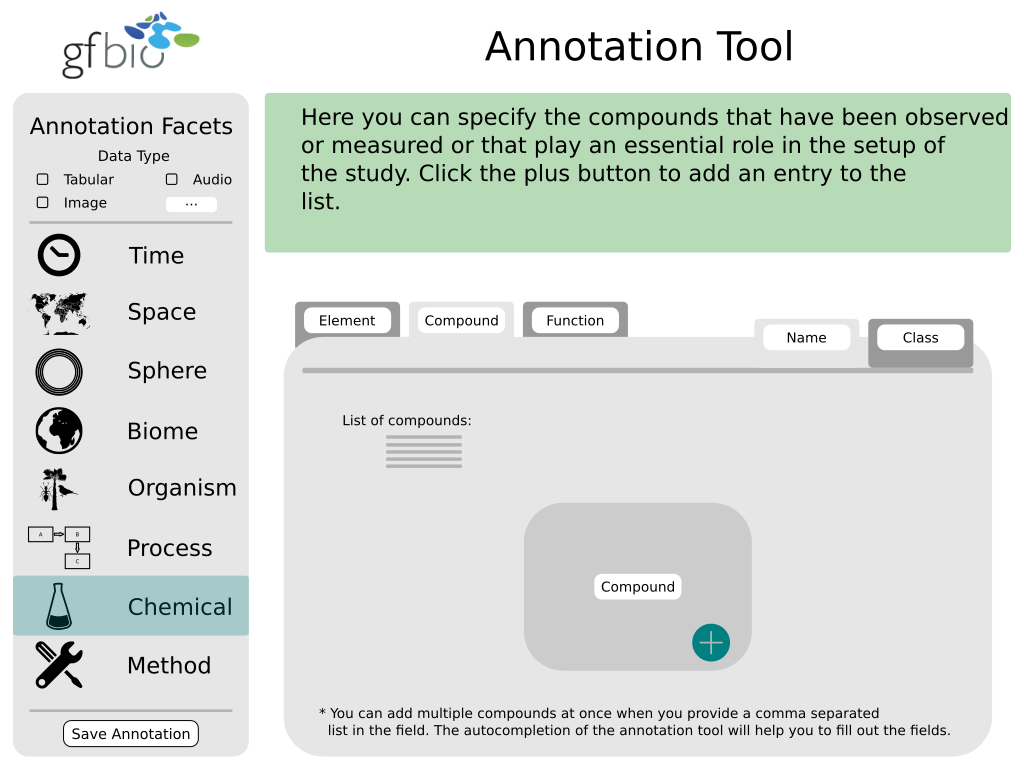 gfbio
Annotation Tool
Annotation Facets
Data Type
Tabular
Audio
Image
...
Time
Space
Sphere
Biome
Organism
A
B
C
Process
Chemical
Method
Save Annotation
Here you can specify the compounds that have been observed
or measured or that play an essential role in the setup of
the study. Click the plus button to add an entry to the
list.
Element
Compound
Function
Name
Class
List of compounds:
Compound
* You can add multiple compounds at once when you provide a comma separated
list in the field. The autocompletion of the annotation tool will help you to fill out the fields.